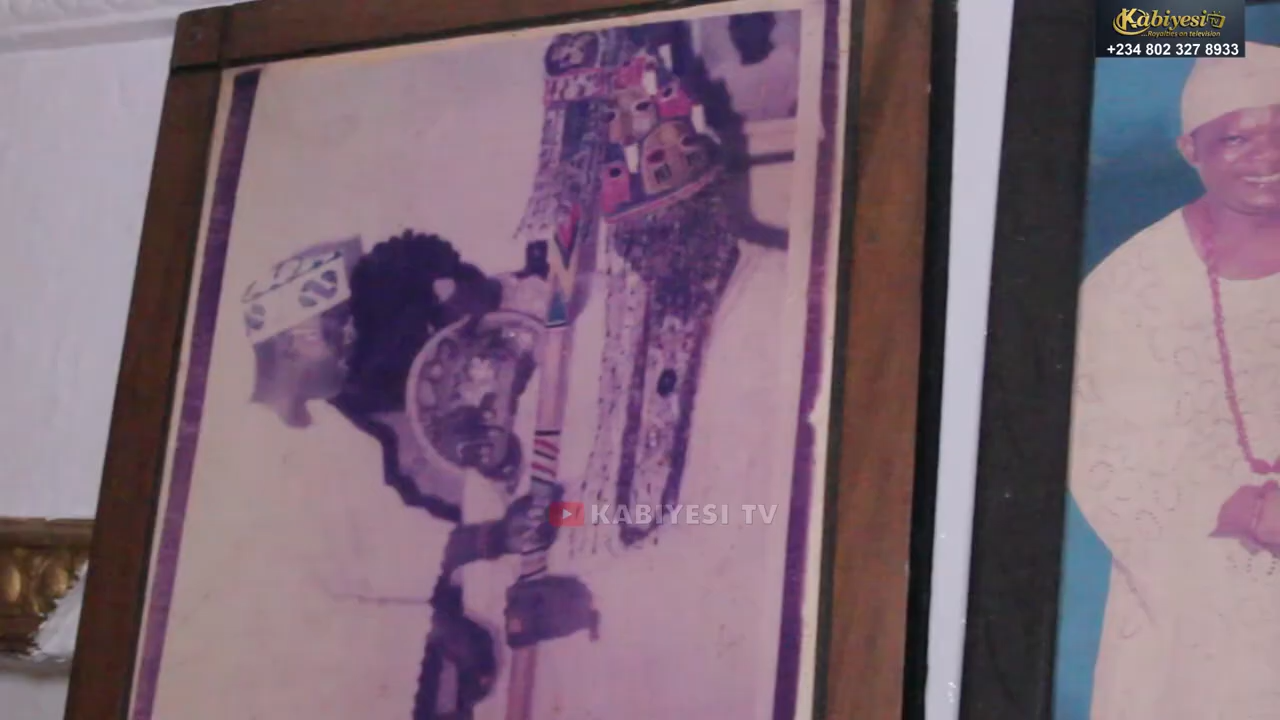 Kabiyesi TV
...Royalties on television
+234 802 327 8933
KABIYESI TV